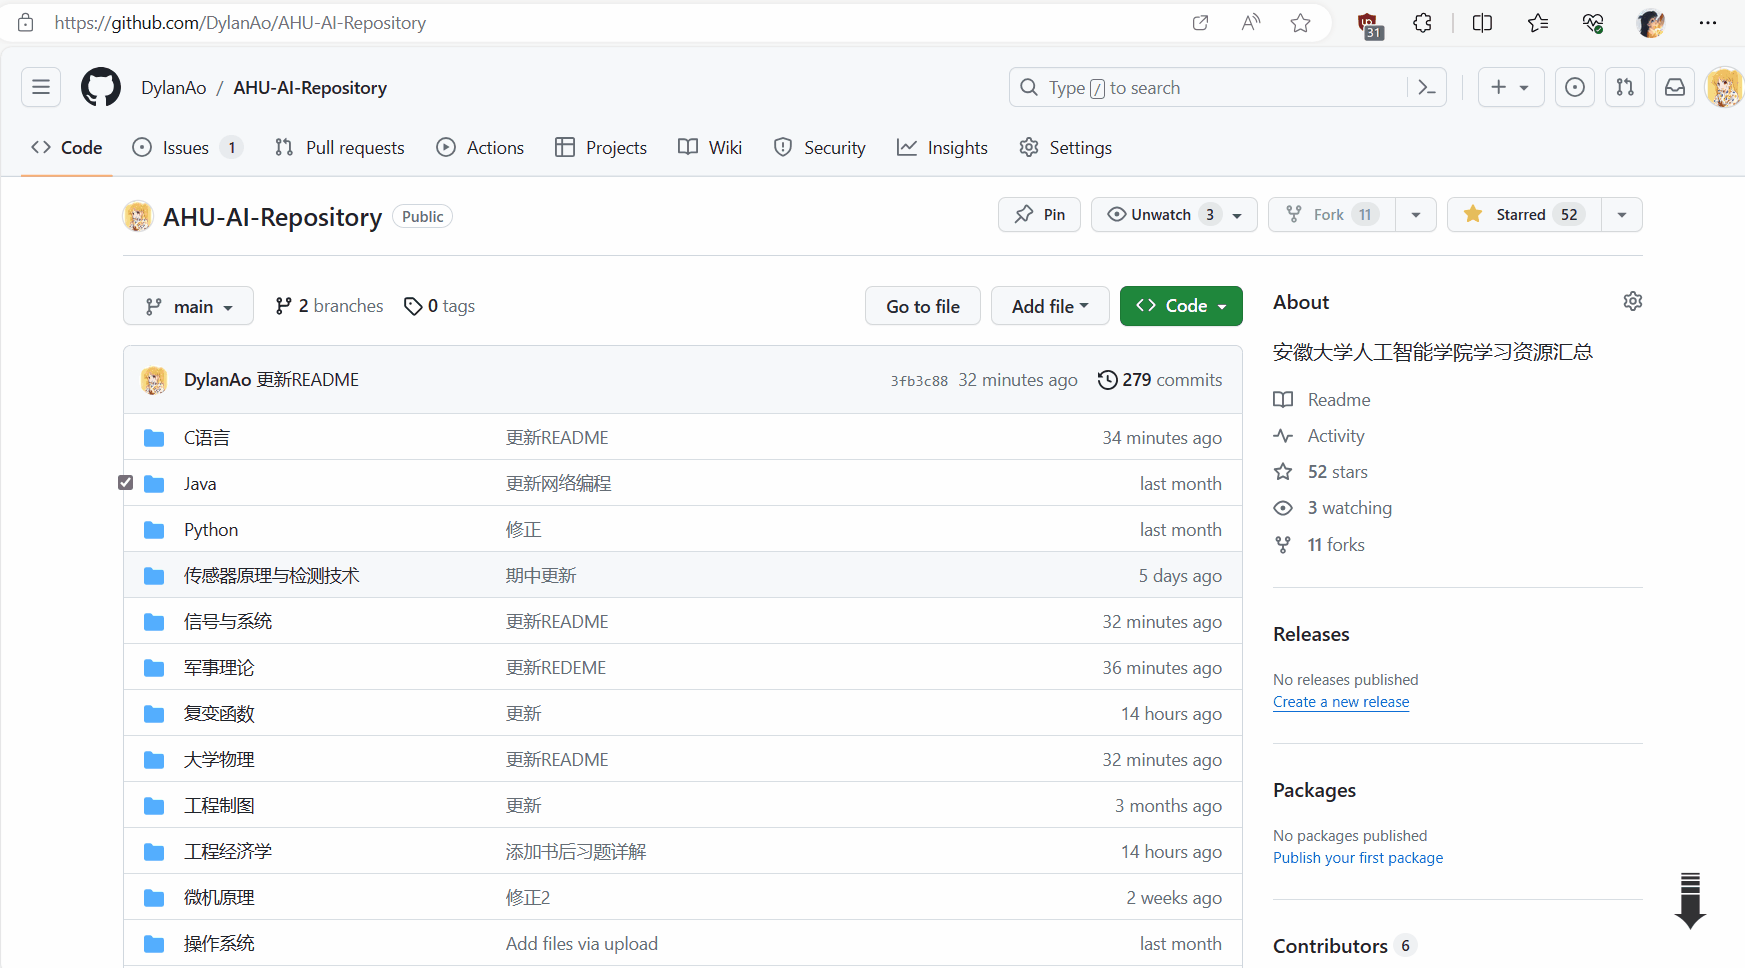 https://github.com/DylanAo/AHU-AI-Repository
31
DylanAo / AHU-AI-Repository
Type / to search
Code
Issues 1
Pull requests
Actions
Projects
Wiki
Security
Insights
Settings
AHU-AI-Repository Public
Pin
Unwatch 3
Fork 11
Starred 52
main
2 branches
0 tags
Go to file
Add file
Code
DylanAo 更新README 3fb3c88 32 minutes ago 279 commits
C语言 更新README 34 minutes ago
Java 更新网络编程 last month
Python 修正 last month
传感器原理与检测技术 期中更新 5 days ago
信号与系统 更新README 32 minutes ago
军事理论 更新REDEME 36 minutes ago
复变函数 更新 14 hours ago
大学物理 更新README 32 minutes ago
工程制图 更新 3 months ago
工程经济学 添加书后习题详解 14 hours ago
微机原理 修正2 2 weeks ago
操作系统 Add files via upload last month
About
安徽大学人工智能学院学习资源汇总
Readme
Activity
52 stars
3 watching
11 forks
Releases
No releases published
Create a new release
Packages
No packages published
Publish your first package
Contributors 6